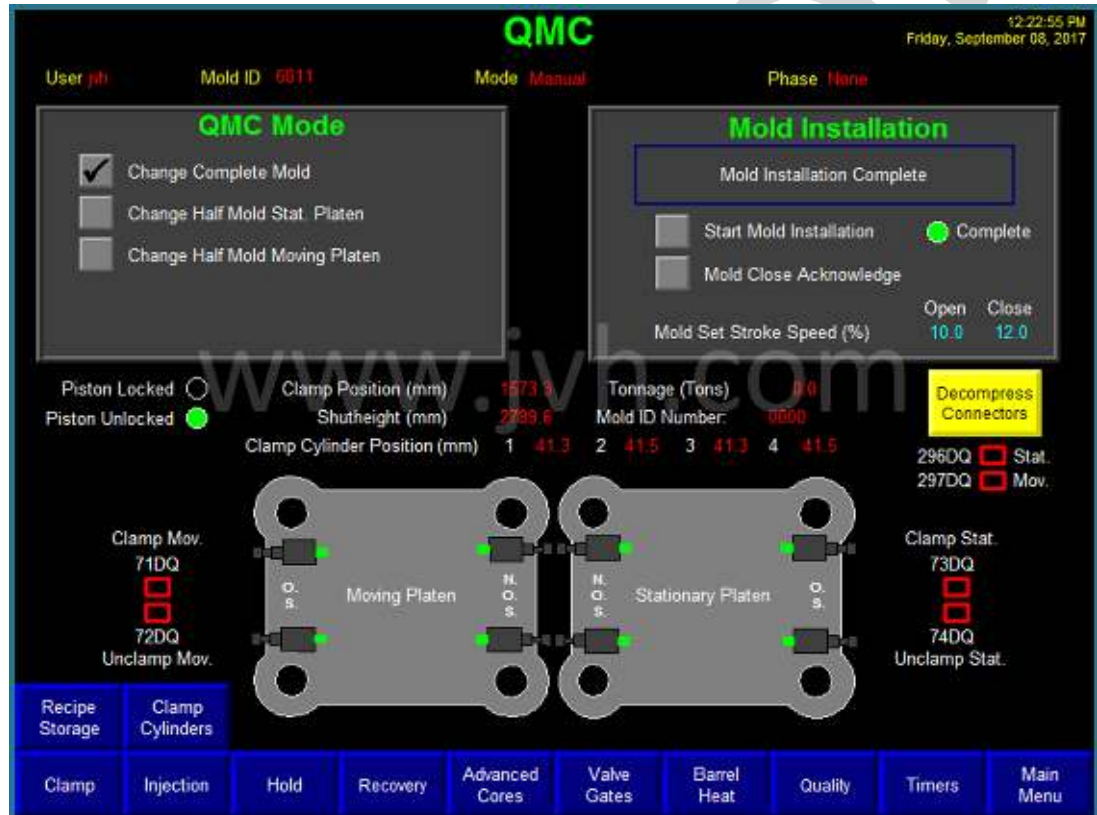 QMC
12:22:55 PM
Friday, September 08, 2017
User
Mold ID 6011
Mode Manual
Phase None
QMC Mode
Change Complete Mold
Change Half Mold Stat. Platen
Change Half Mold Moving Platen
Mold Installation
Mold Installation Complete
Start Mold Installation
Complete
Mold Close Acknowledge
Open Close
Mold Set Stroke Speed (%) 10.0 12.0
www.jvh.com
Piston Locked
Clamp Position (mm)
Tonnage (Tons) 0.0
Piston Unlocked
Shutheight (mm)
Mold ID Number: 0000
Clamp Cylinder Position (mm) 1 41.3 2 41.5 3 41.3 4 41.5
Decompress
Connectors
296DQ Stat.
297DQ Mov.
Clamp Mov.
71DQ
72DQ
Unclamp Mov.
O.
S.
Moving Platen
N.
O.
S.
N.
O.
S.
Stationary Platen
O.
S.
Clamp Stat.
73DQ
74DQ
Unclamp Stat.
Recipe
Storage
Clamp
Cylinders
Clamp
Injection
Hold
Recovery
Advanced
Cores
Valve
Gates
Barrel
Heat
Quality
Timers
Main
Menu